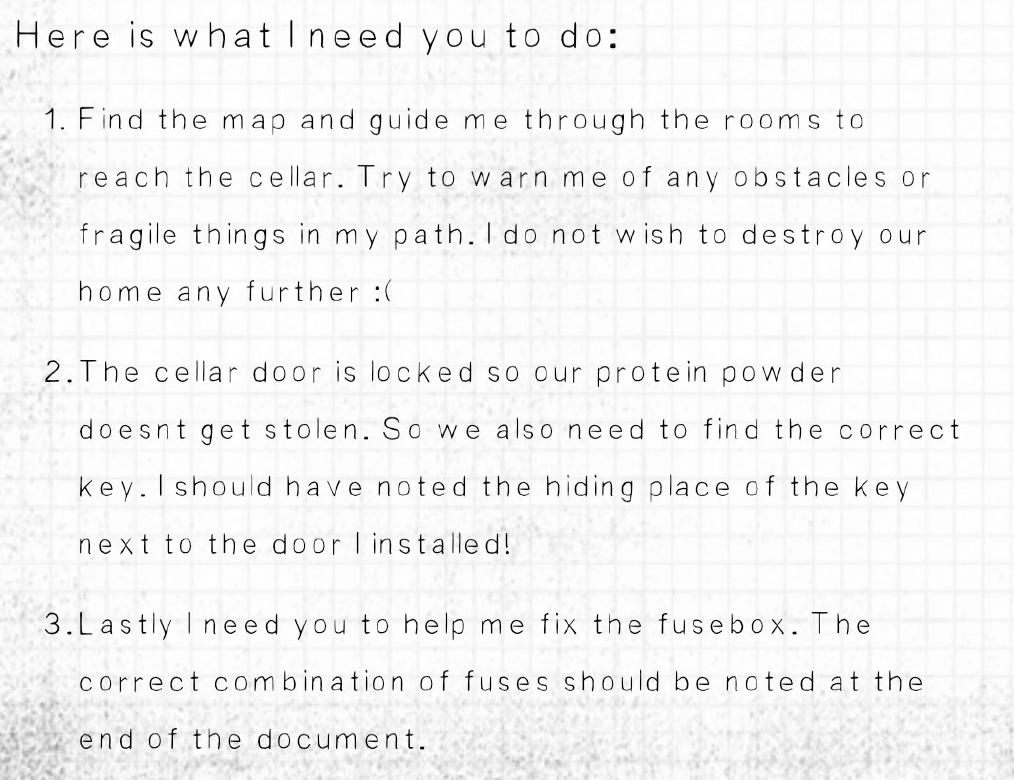 Here is what I need you to do:
1. Find the map and guide me through the rooms to
reach the cellar. Try to warn me of any obstacles or
fragile things in my path. I do not wish to destroy our
home any further :(
2. The cellar door is locked so our protein powder
doesnt get stolen. So we also need to find the correct
key. I should have noted the hiding place of the key
next to the door I installed!
3. Lastly I need you to help me fix the fusebox. The
correct combination of fuses should be noted at the
end of the document.